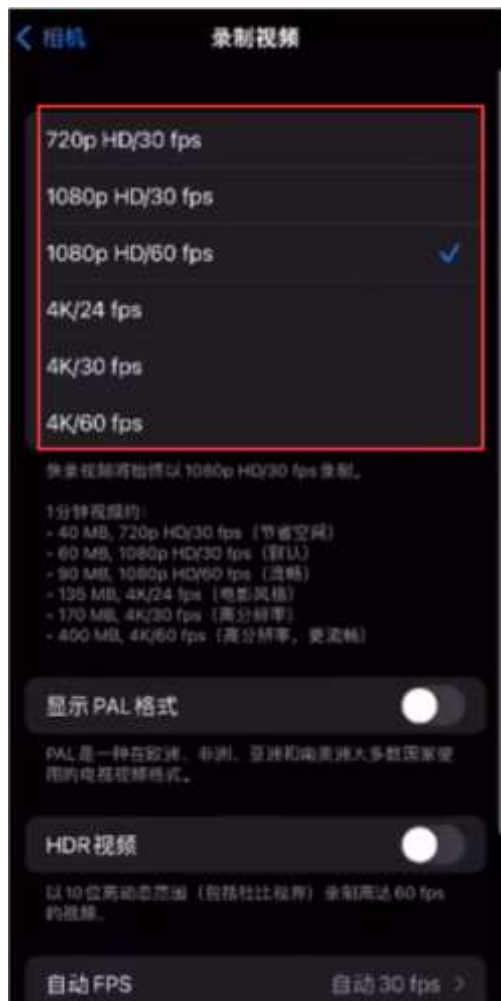 相机
录制视频
720p HD/30 fps
1080p HD/30 fps
1080p HD/60 fps
4K/24 fps
4K/30 fps
4K/60 fps
快录视频将始终以 1080p HD/30 fps 录制。
1分钟视频约：
- 40 MB, 720p HD/30 fps（节省空间）
- 60 MB, 1080p HD/30 fps（默认）
- 90 MB, 1080p HD/60 fps（流畅）
- 135 MB, 4K/24 fps（电影风格）
- 170 MB, 4K/30 fps（高分辨率）
- 400 MB, 4K/60 fps（高分辨率，更流畅）
显示 PAL 格式
PAL 是一种在欧洲、非洲、亚洲和南美洲大多数国家使
用的电视视频格式。
HDR 视频
以 10 位高动态范围（包括杜比视界）录制高达 60 fps
的视频。
自动 FPS
自动 30 fps